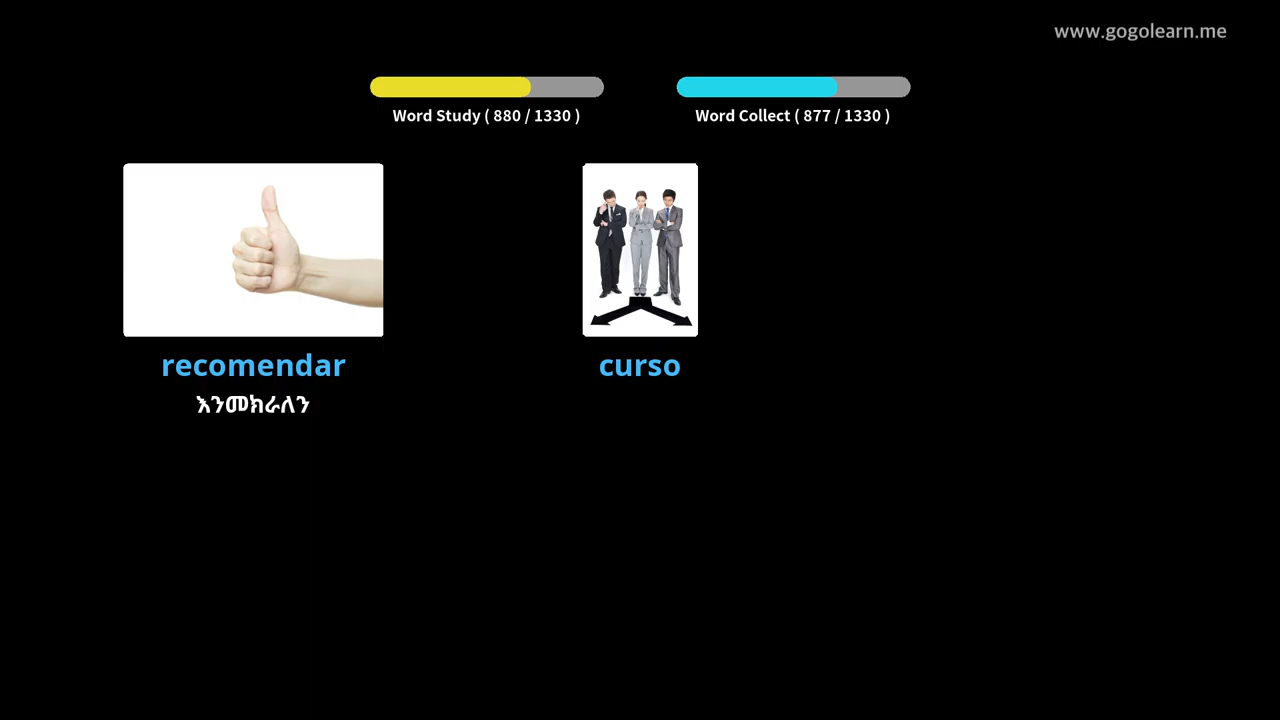 www.gogolearn.me
Word Study ( 880 / 1330 )
Word Collect ( 877 / 1330 )
recomendar
እንመክራለን
curso